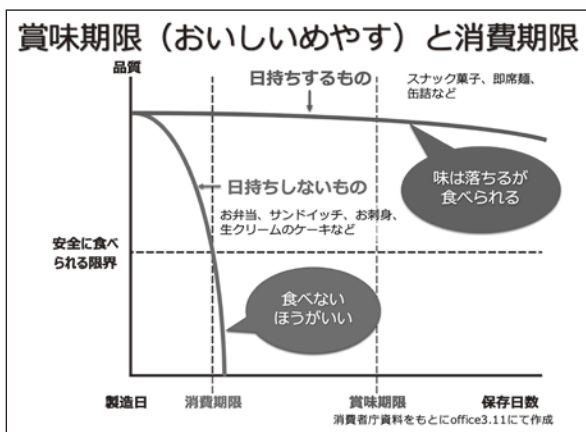 賞味期限（おいしいめやす）と消費期限
品質
日持ちするもの
スナック菓子、即席麺、
缶詰など
味は落ちるが
食べられる
日持ちしないもの
お弁当、サンドイッチ、お刺身、
生クリームのケーキなど
安全に食べ
られる限界
食べない
ほうがいい
製造日
消費期限
賞味期限
保存日数
消費者庁資料をもとにoffice3.11にて作成